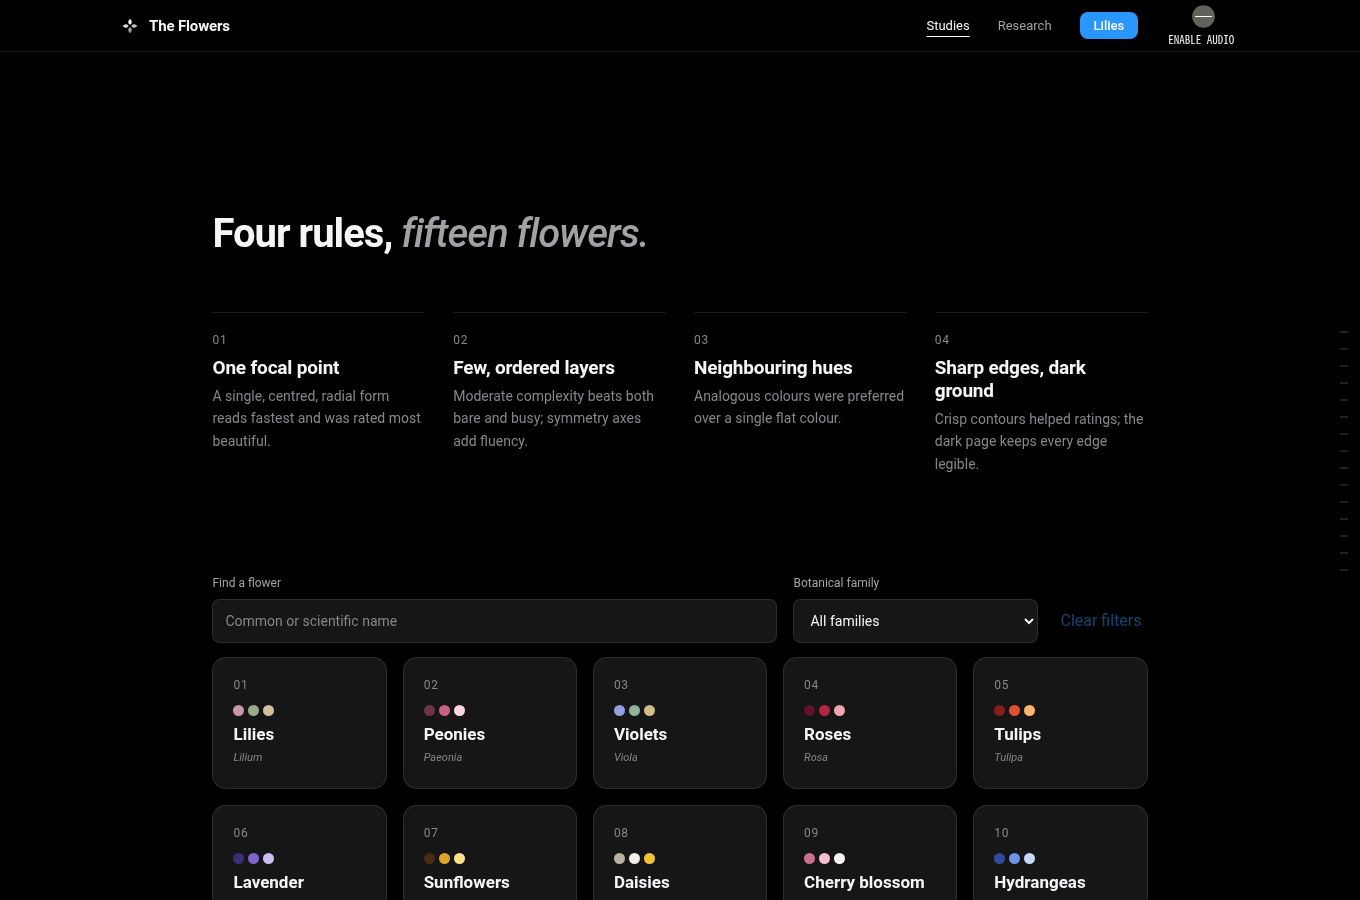 The Flowers
Studies
Research
Lilies
ENABLE AUDIO
Four rules, fifteen flowers.
01
One focal point
A single, centred, radial form
reads fastest and was rated most
beautiful.
02
Few, ordered layers
Moderate complexity beats both
bare and busy; symmetry axes
add fluency.
03
Neighbouring hues
Analogous colours were preferred
over a single flat colour.
04
Sharp edges, dark
ground
Crisp contours helped ratings; the
dark page keeps every edge
legible.
Find a flower
Common or scientific name
Botanical family
All families
Clear filters
01
Lilies
Lilium
02
Peonies
Paeonia
03
Violets
Viola
04
Roses
Rosa
05
Tulips
Tulipa
06
Lavender
07
Sunflowers
08
Daisies
09
Cherry blossom
10
Hydrangeas